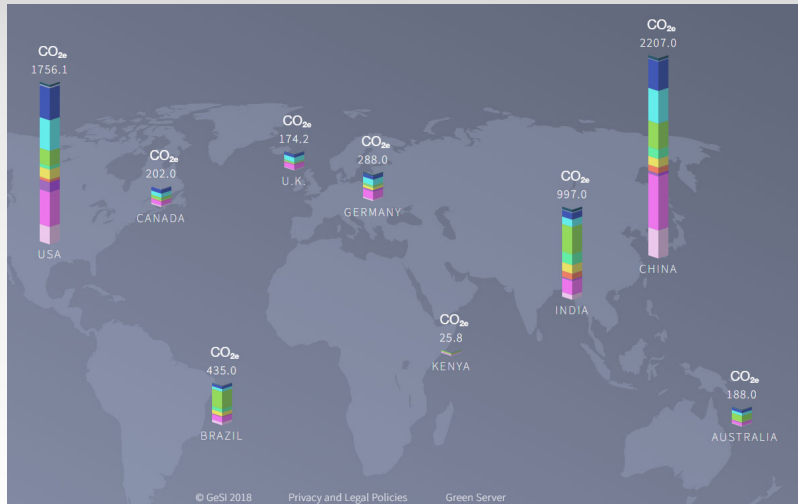 CO2e
1756.1
USA
CO2e
202.0
CANADA
CO2e
174.2
U.K.
CO2e
288.0
GERMANY
CO2e
2207.0
CHINA
CO2e
997.0
INDIA
CO2e
25.8
KENYA
CO2e
435.0
BRAZIL
CO2e
188.0
AUSTRALIA
© GeSI 2018 Privacy and Legal Policies Green Server